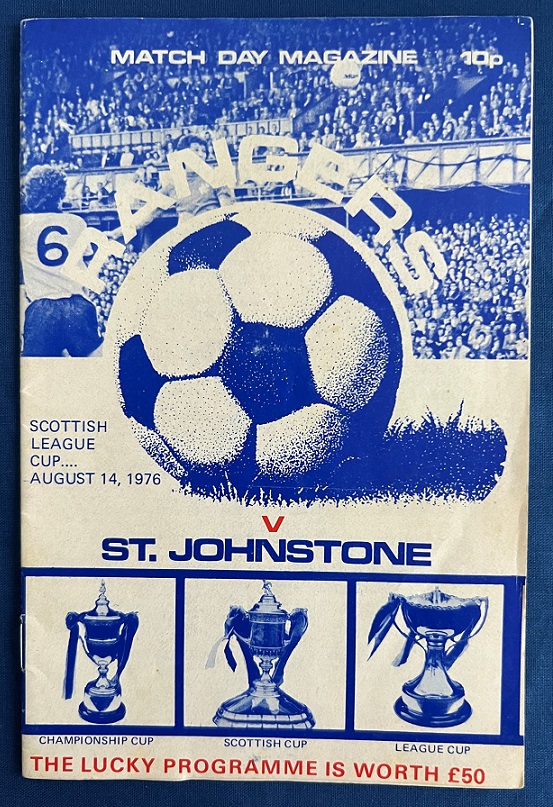 MATCH DAY MAGAZINE 10p
RANGERS
6
SCOTTISH
LEAGUE
CUP....
AUGUST 14, 1976
V
ST. JOHNSTONE
CHAMPIONSHIP CUP
SCOTTISH CUP
LEAGUE CUP
THE LUCKY PROGRAMME IS WORTH £50